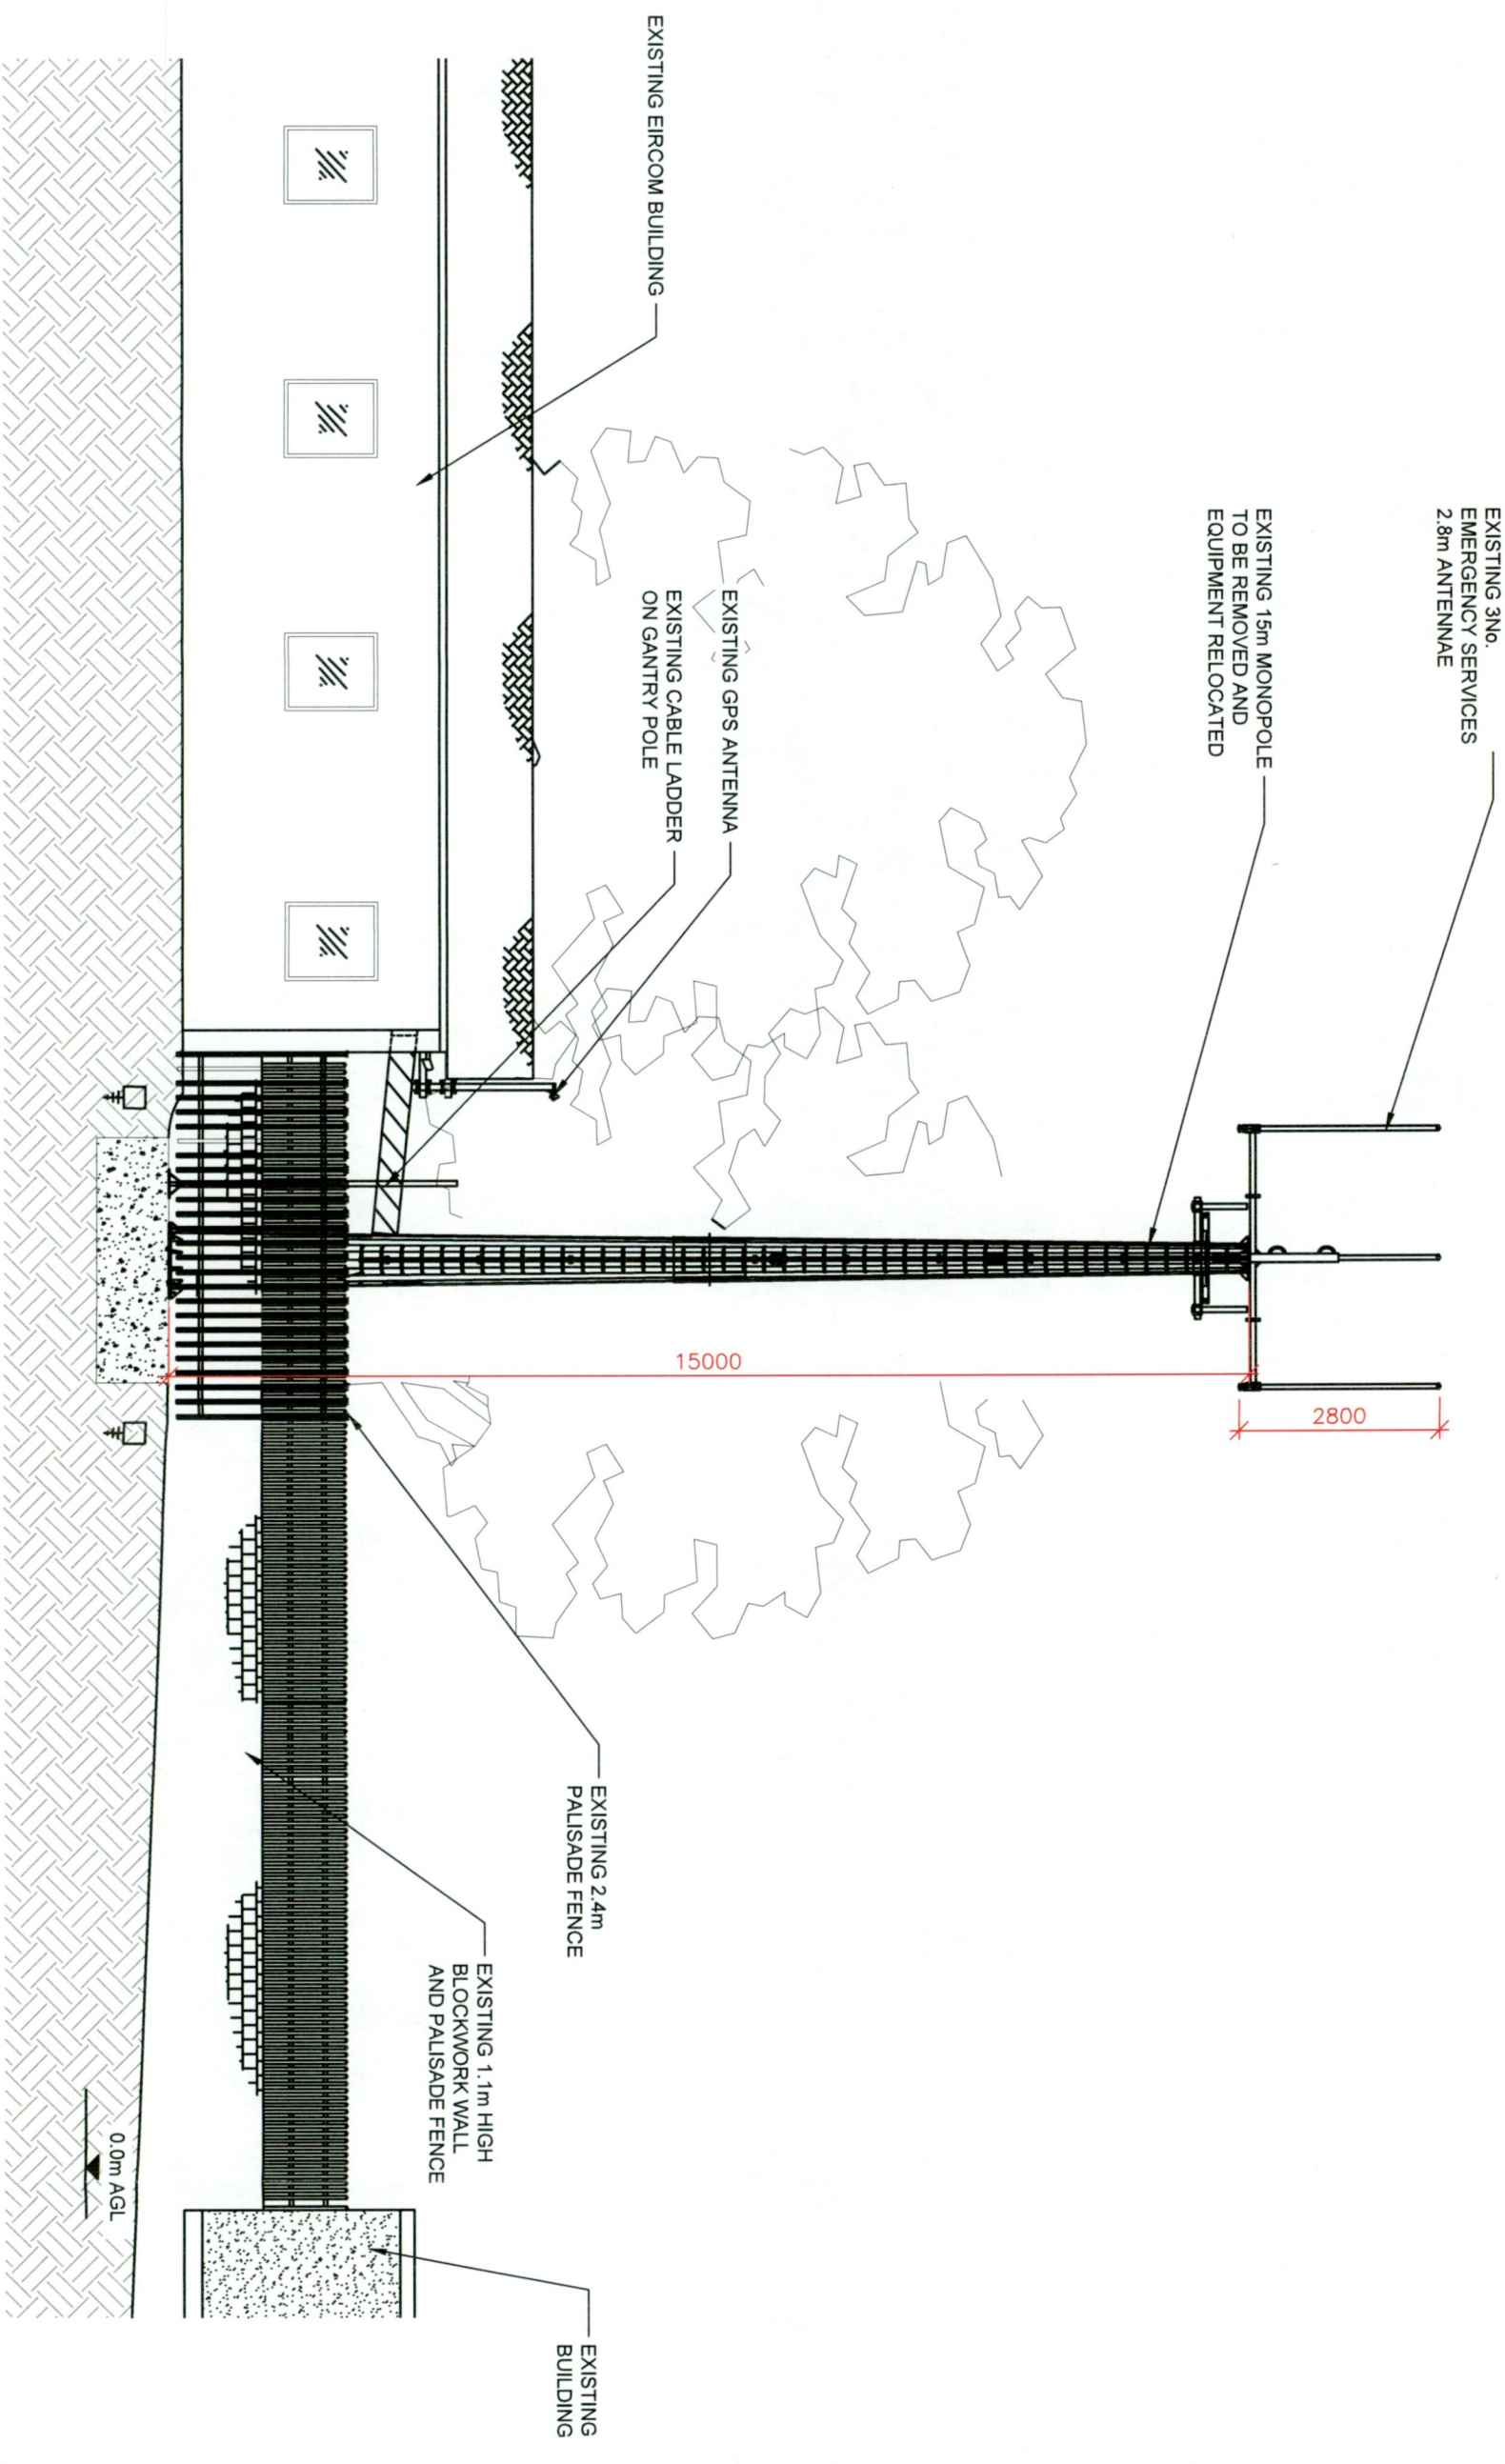 EXISTING 3No.
EMERGENCY SERVICES
2.8m ANTENNAE
EXISTING 15m MONOPOLE
TO BE REMOVED AND
EQUIPMENT RELOCATED
EXISTING GPS ANTENNA
EXISTING CABLE LADDER
ON GANTRY POLE
EXISTING EIRCOM BUILDING
15000
2800
EXISTING 2.4m
PALISADE FENCE
EXISTING 1.1m HIGH
BLOCKWORK WALL
AND PALISADE FENCE
EXISTING
BUILDING
0.0m AGL